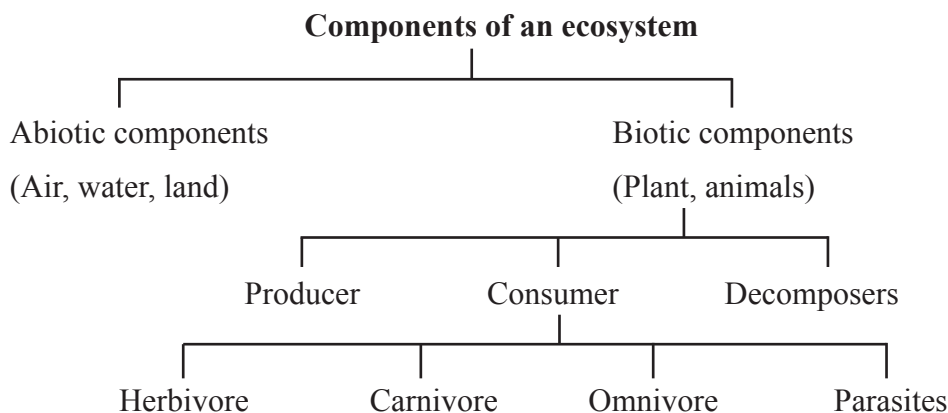 Components of an ecosystem
Abiotic components
(Air, water, land)
Biotic components
(Plant, animals)
Producer
Consumer
Decomposers
Herbivore
Carnivore
Omnivore
Parasites